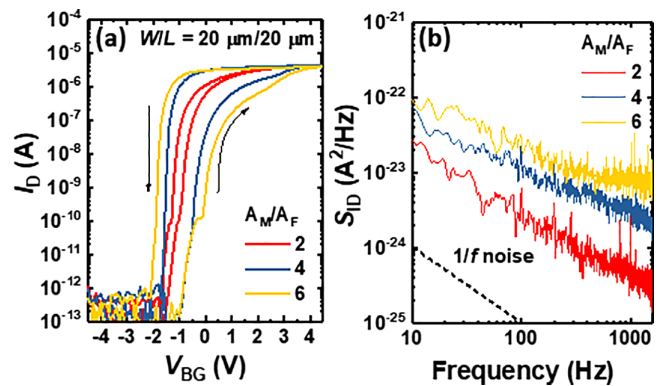 (a) W/L = 20 μm/20 μm
10⁻⁴
10⁻⁵
10⁻⁶
10⁻⁷
10⁻⁸
10⁻⁹
10⁻¹⁰
10⁻¹¹
10⁻¹²
10⁻¹³
I_D (A)
A_M/A_F
2
4
6
-4 -3 -2 -1 0 1 2 3 4
V_BG (V)
(b)
A_M/A_F
2
4
6
10⁻²¹
10⁻²²
10⁻²³
10⁻²⁴
10⁻²⁵
S_ID (A²/Hz)
1/f noise
10 100 1000
Frequency (Hz)